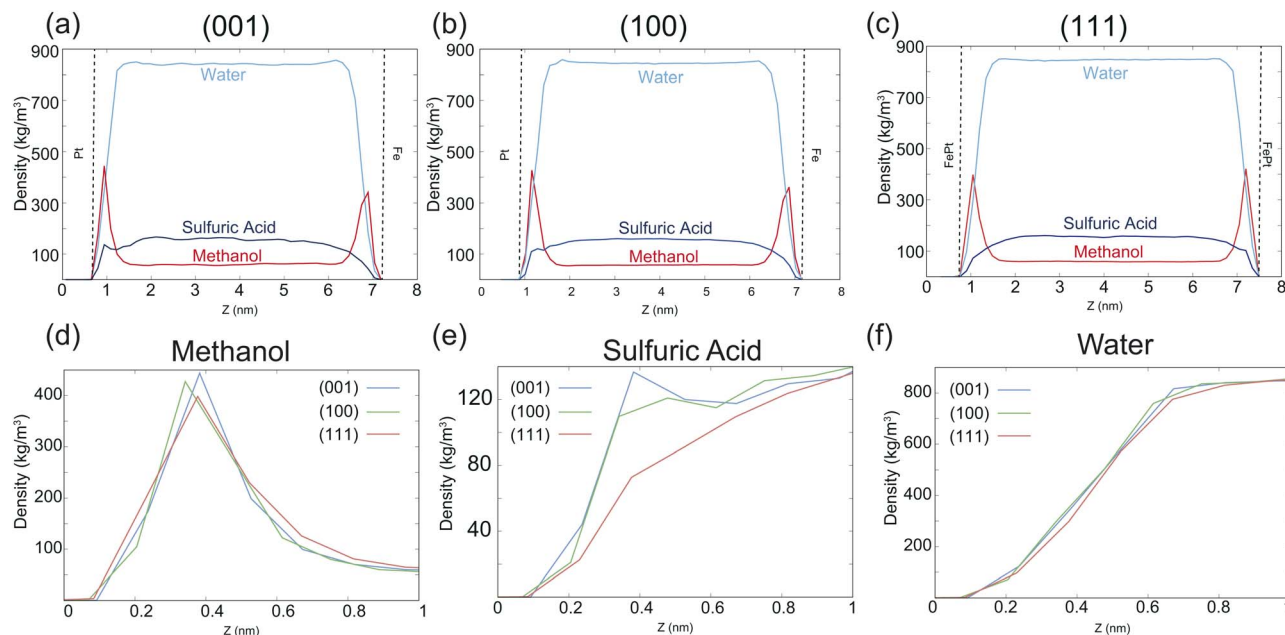 (a) (001)
900
700
500
300
100
0 1 2 3 4 5 6 7 8
Density (kg/m³)
Z (nm)
Pt
Fe
Water
Sulfuric Acid
Methanol
(b) (100)
900
700
500
300
100
0 1 2 3 4 5 6 7 8
Density (kg/m³)
Z (nm)
Pt
Fe
Water
Sulfuric Acid
Methanol
(c) (111)
900
700
500
300
100
0 1 2 3 4 5 6 7 8
Density (kg/m³)
Z (nm)
FePt
FePt
Water
Sulfuric Acid
Methanol
(d) Methanol
400
300
200
100
0 0.2 0.4 0.6 0.8 1
Density (kg/m³)
Z (nm)
(001)
(100)
(111)
(e) Sulfuric Acid
120
80
40
0 0.2 0.4 0.6 0.8 1
Density (kg/m³)
Z (nm)
(001)
(100)
(111)
(f) Water
800
600
400
200
0 0.2 0.4 0.6 0.8
Density (kg/m³)
Z (nm)
(001)
(100)
(111)